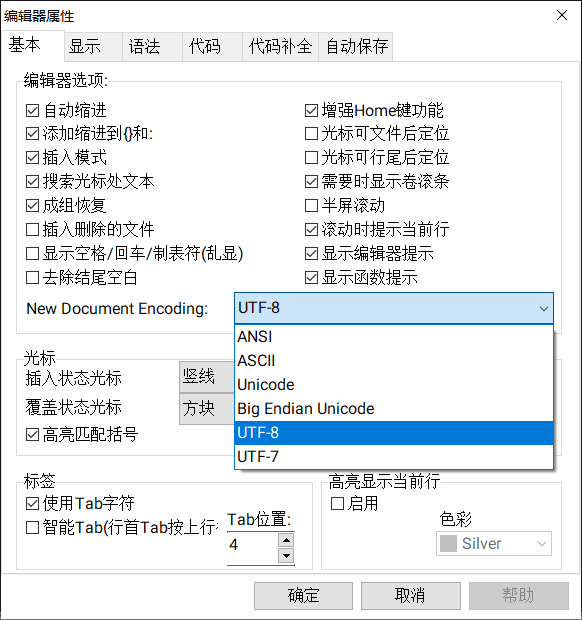 编辑器属性
基本 显示 语法 代码 代码补全 自动保存
编辑器选项:
自动缩进
添加缩进到{}和:
插入模式
搜索光标处文本
成组恢复
插入删除的文件
显示空格/回车/制表符(乱显)
去除结尾空白
增强Home键功能
光标可文件后定位
光标可行尾后定位
需要时显示卷滚条
半屏滚动
滚动时提示当前行
显示编辑器提示
显示函数提示
New Document Encoding: UTF-8
ANSI
ASCII
Unicode
Big Endian Unicode
UTF-8
UTF-7
光标
插入状态光标 竖线
覆盖状态光标 方块
高亮匹配括号
标签
使用Tab字符
智能Tab(行首Tab按上行
Tab位置:
4
高亮显示当前行
启用
色彩
Silver
确定 取消 帮助